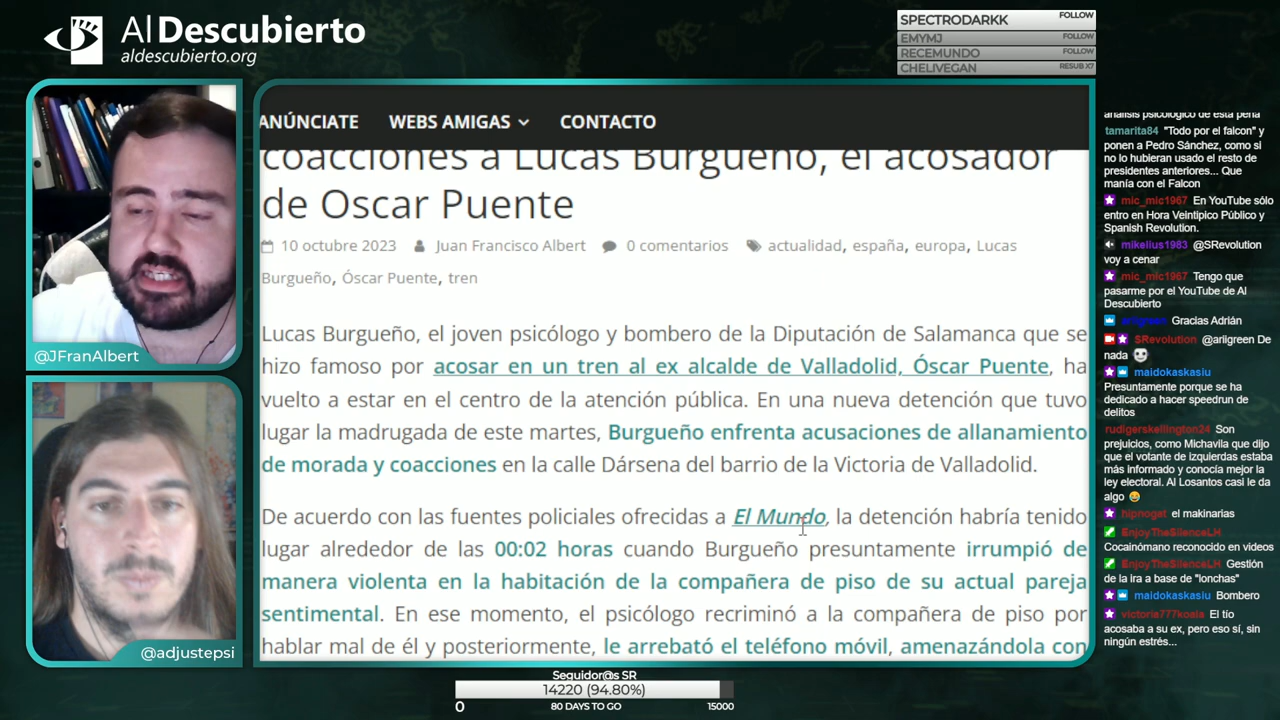 Al Descubierto
aldescubierto.org
SPECTRODARKK FOLLOW
EMYMJ FOLLOW
RECEMUNDO FOLLOW
CHELIVEGAN RESUB X7
@JFranAlbert
@adjustepsi
ANÚNCIATE WEBS AMIGAS CONTACTO
coacciones a Lucas Burgueño, el acosador
de Oscar Puente
10 octubre 2023 Juan Francisco Albert 0 comentarios actualidad, españa, europa, Lucas
Burgueño, Óscar Puente, tren
Lucas Burgueño, el joven psicólogo y bombero de la Diputación de Salamanca que se
hizo famoso por acosar en un tren al ex alcalde de Valladolid, Óscar Puente, ha
vuelto a estar en el centro de la atención pública. En una nueva detención que tuvo
lugar la madrugada de este martes, Burgueño enfrenta acusaciones de allanamiento
de morada y coacciones en la calle Dársena del barrio de la Victoria de Valladolid.
De acuerdo con las fuentes policiales ofrecidas a El Mundo, la detención habría tenido
lugar alrededor de las 00:02 horas cuando Burgueño presuntamente irrumpió de
manera violenta en la habitación de la compañera de piso de su actual pareja
sentimental. En ese momento, el psicólogo recriminó a la compañera de piso por
hablar mal de él y posteriormente, le arrebató el teléfono móvil, amenazándola con
análisis psicológico de esta peña
tamarita84 "Todo por el falcon" y
ponen a Pedro Sánchez, como si
no lo hubieran usado el resto de
presidentes anteriores... Que
manía con el Falcon
mic_mic1967 En YouTube sólo
entro en Hora Veintipico Público y
Spanish Revolution.
mikelius1983 @SRevolution
voy a cenar
mic_mic1967 Tengo que
pasarme por el YouTube de Al
Descubierto
arligreen Gracias Adrián
SRevolution @arligreen De
nada
maidokaskasiu
Presuntamente porque se ha
dedicado a hacer speedrun de
delitos
rudigerskellington24 Son
prejuicios, como Michavila que dijo
que el votante de izquierdas estaba
más informado y conocía mejor la
ley electoral. Al Losantos casi le da
algo
hipnogat el makinarias
EnjoyTheSilenceLH
Cocainómano reconocido en videos
EnjoyTheSilenceLH Gestión
de la ira a base de "lonchas"
maidokaskasiu Bombero
victoria777koala El tío
acosaba a su ex, pero eso sí, sin
ningún estrés...
Seguidor@s SR
14220 (94.80%)
0 80 DAYS TO GO 15000